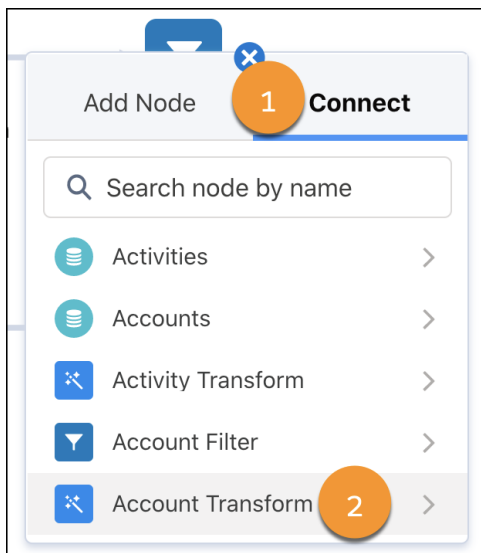 Add Node 1 Connect
Search node by name
Activities
Accounts
Activity Transform
Account Filter
Account Transform 2